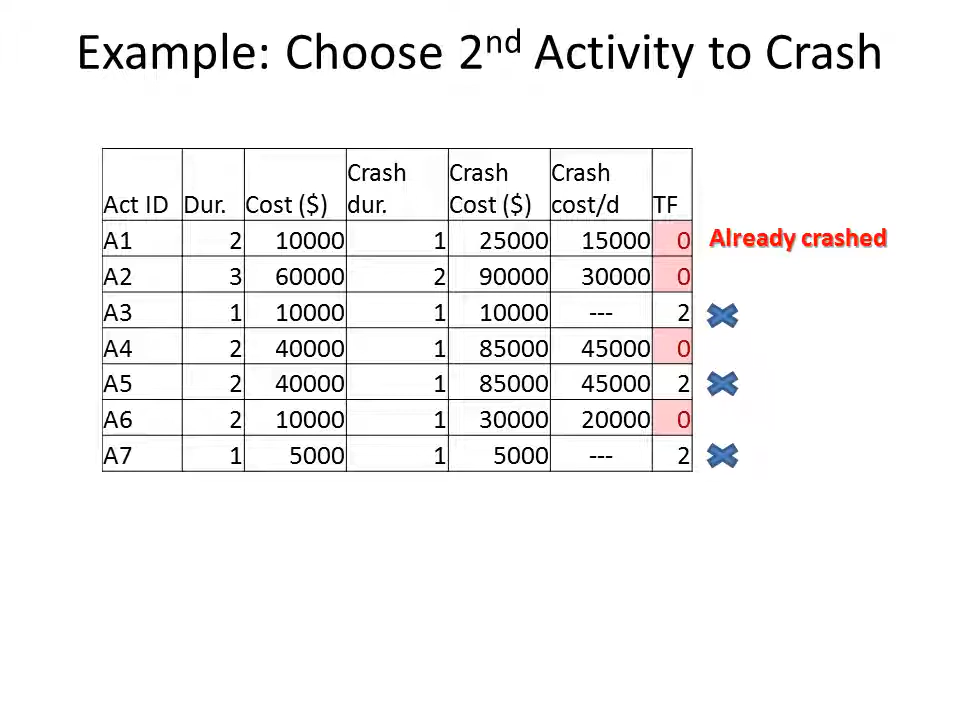 Example: Choose 2nd Activity to Crash
Act ID Dur. Cost ($) Crash dur. Crash Cost ($) Crash cost/d TF
A1 2 10000 1 25000 15000 0 Already crashed
A2 3 60000 2 90000 30000 0
A3 1 10000 1 10000 --- 2
A4 2 40000 1 85000 45000 0
A5 2 40000 1 85000 45000 2
A6 2 10000 1 30000 20000 0
A7 1 5000 1 5000 --- 2